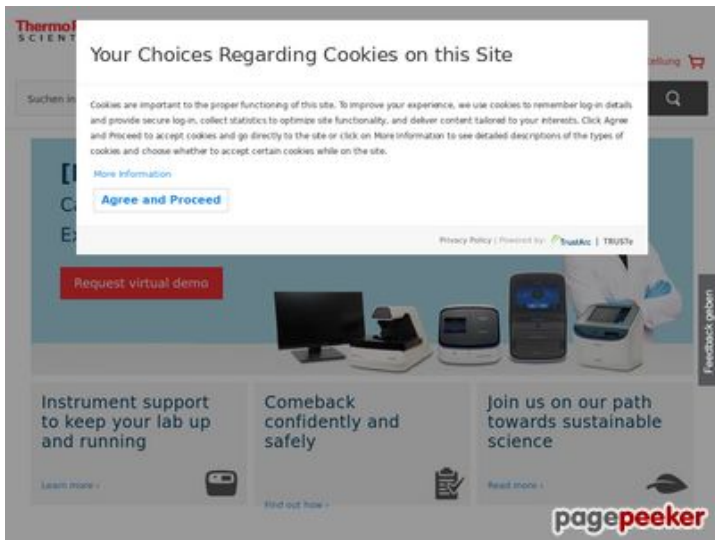 Thermo
SCIENT
Your Choices Regarding Cookies on this Site
ellung
Suchen in
Cookies are important to the proper functioning of this site. To improve your experience, we use cookies to remember log-in details
and provide secure log-in, collect statistics to optimize site functionality, and deliver content tailored to your interests. Click Agree
and Proceed to accept cookies and go directly to the site or click on More Information to see detailed descriptions of the types of
cookies and choose whether to accept certain cookies while on the site.
More Information
Agree and Proceed
Privacy Policy | Powered by: TrustArc | TRUSTe
Request virtual demo
Feedback geben
Instrument support
to keep your lab up
and running
Learn more ›
Comeback
confidently and
safely
Find out how ›
Join us on our path
towards sustainable
science
Read more ›
pagepeeker